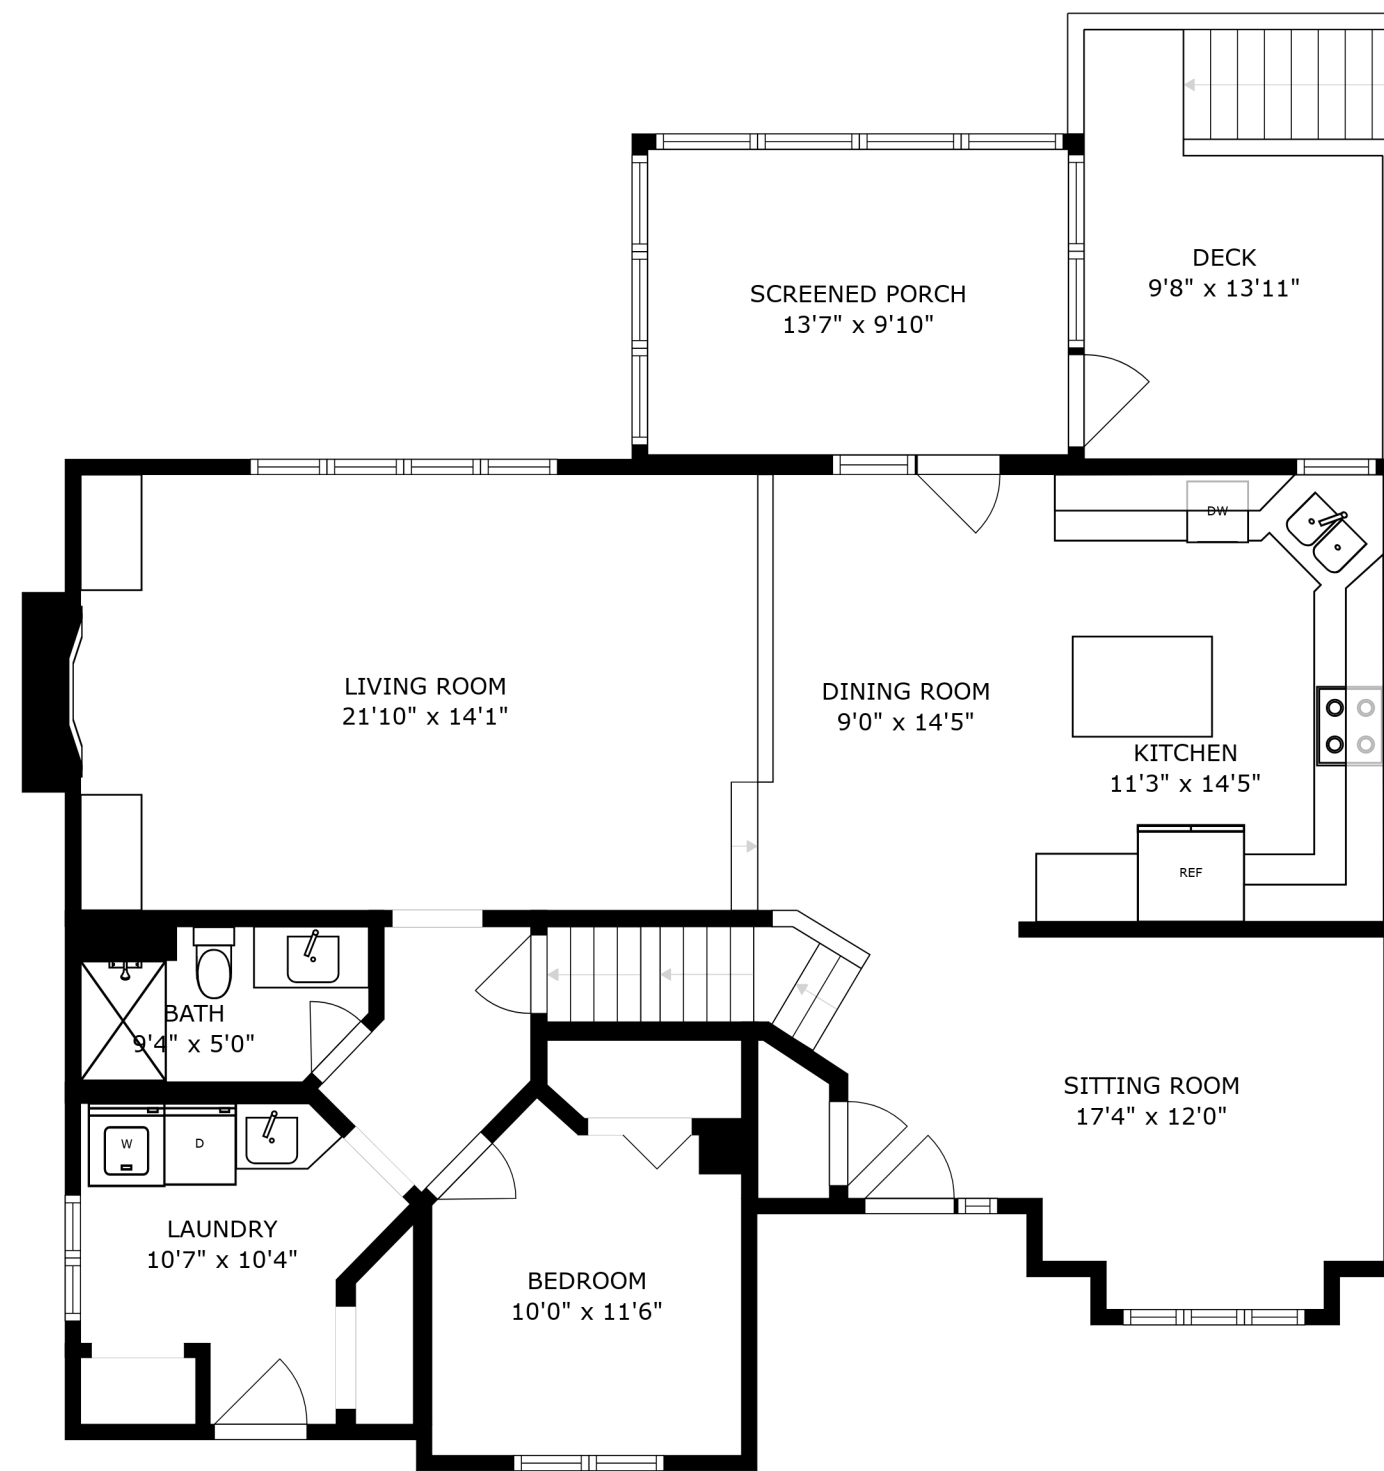 DECK
9'8" x 13'11"
SCREENED PORCH
13'7" x 9'10"
DW
LIVING ROOM
21'10" x 14'1"
DINING ROOM
9'0" x 14'5"
KITCHEN
11'3" x 14'5"
REF
BATH
9'4" x 5'0"
SITTING ROOM
17'4" x 12'0"
W
D
LAUNDRY
10'7" x 10'4"
BEDROOM
10'0" x 11'6"